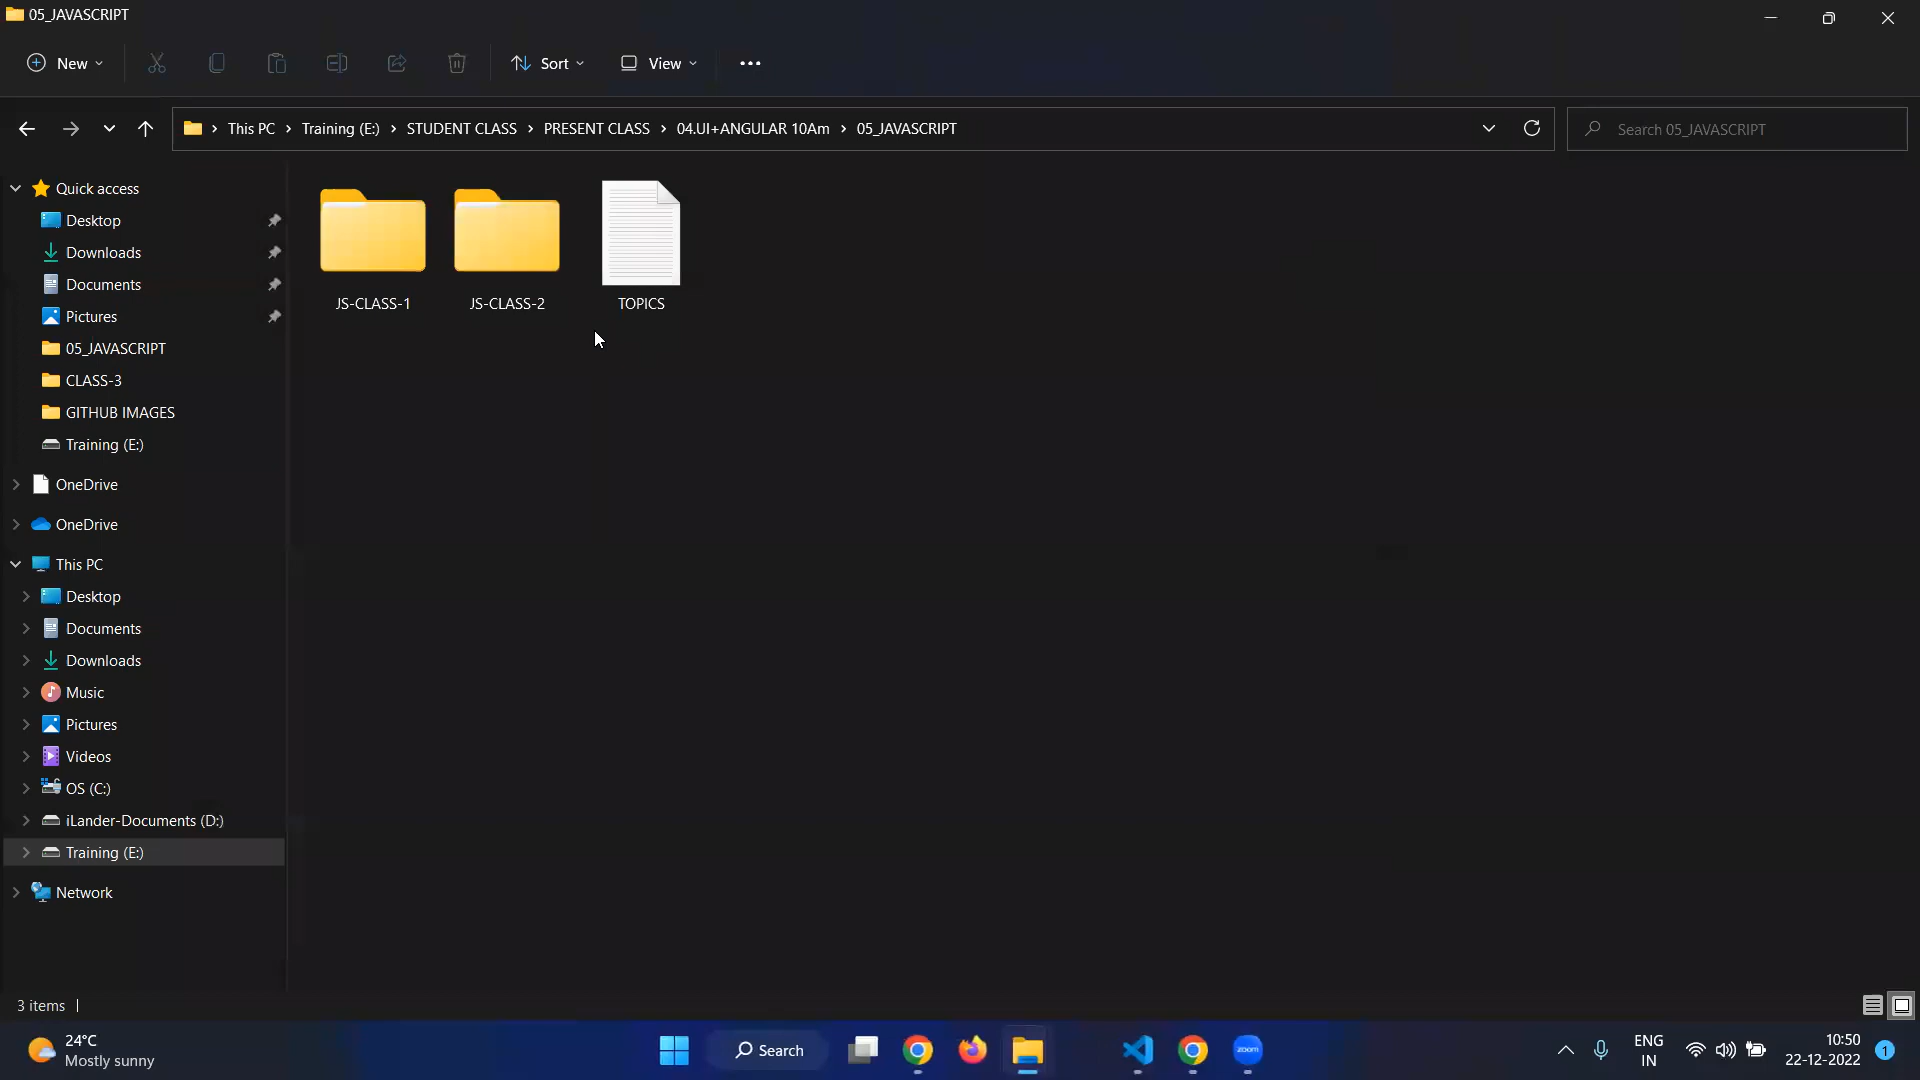 05_JAVASCRIPT
New
Sort
View
This PC > Training (E:) > STUDENT CLASS > PRESENT CLASS > 04.UI+ANGULAR 10Am > 05_JAVASCRIPT
Search 05_JAVASCRIPT
Quick access
Desktop
Downloads
Documents
Pictures
05_JAVASCRIPT
CLASS-3
GITHUB IMAGES
Training (E:)
OneDrive
OneDrive
This PC
Desktop
Documents
Downloads
Music
Pictures
Videos
OS (C:)
iLander-Documents (D:)
Training (E:)
Network
JS-CLASS-1
JS-CLASS-2
TOPICS
3 items
24°C
Mostly sunny
Search
zoom
ENG
IN
10:50
22-12-2022
1